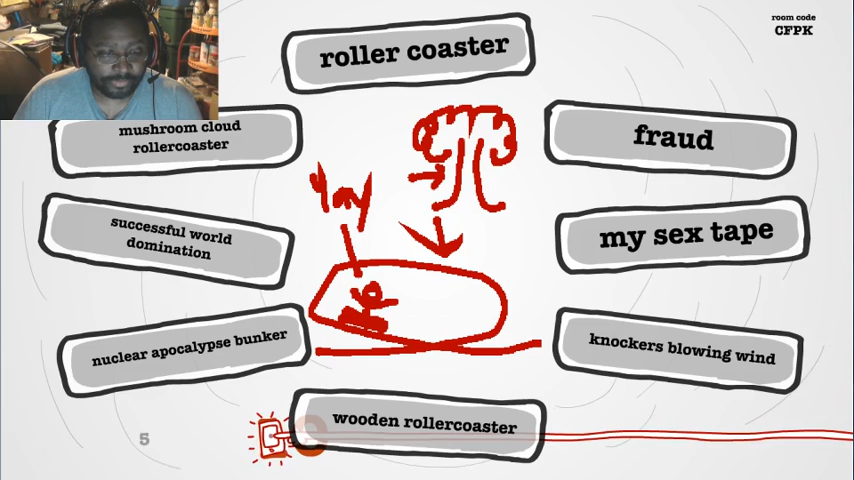 room code
CFPK
roller coaster
mushroom cloud
rollercoaster
fraud
yay
successful world
domination
my sex tape
nuclear apocalypse bunker
knockers blowing wind
wooden rollercoaster
5